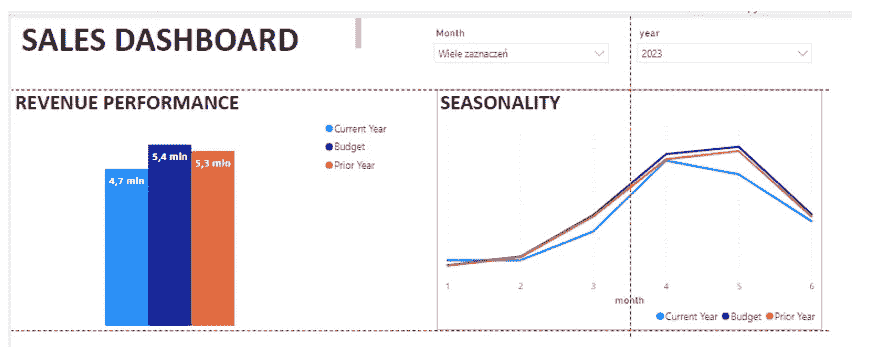 SALES DASHBOARD
Month
Wiele zaznaczeń
year
2023
REVENUE PERFORMANCE
Current Year
Budget
Prior Year
4,7 mln
5,4 mln
5,3 mln
SEASONALITY
1 2 3 4 5 6
month
Current Year Budget Prior Year